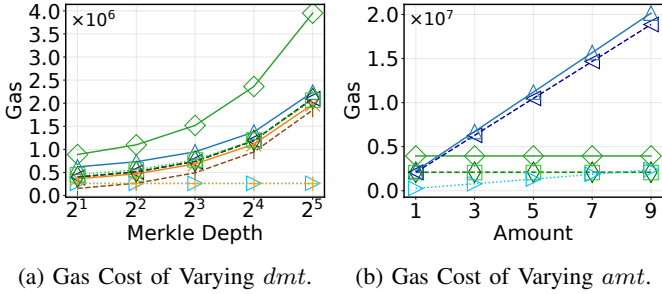 ×10⁶
4.0
3.5
3.0
2.5
2.0
1.5
1.0
0.5
0.0
Gas
2¹ 2² 2³ 2⁴ 2⁵
Merkle Depth
(a) Gas Cost of Varying dmt.
×10⁷
2.0
1.5
1.0
0.5
0.0
Gas
1 3 5 7 9
Amount
(b) Gas Cost of Varying amt.